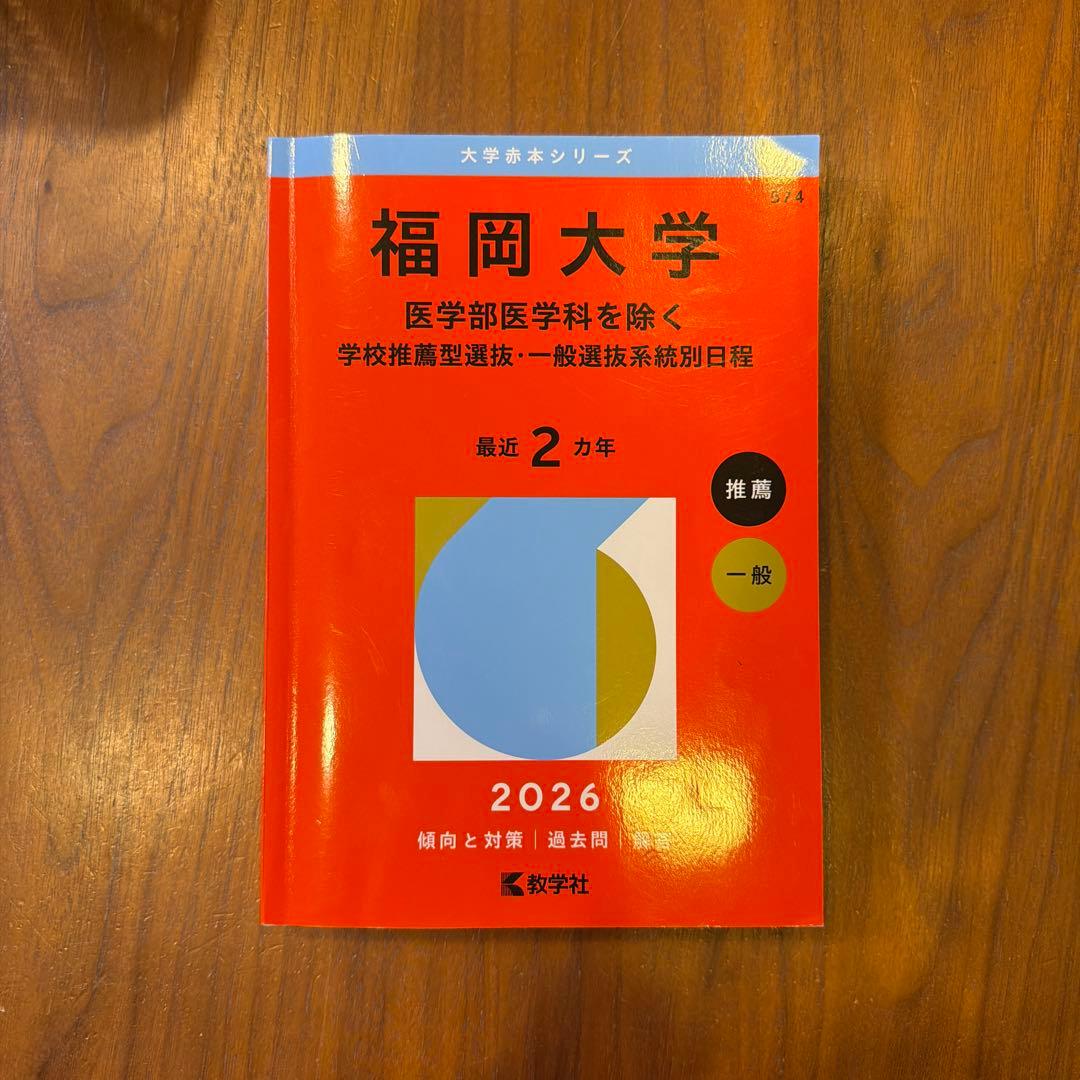 大学赤本シリーズ
574
福岡大学
医学部医学科を除く
学校推薦型選抜・一般選抜系統別日程
最近2カ年
推薦
一般
2026
傾向と対策｜過去問｜解答
教学社